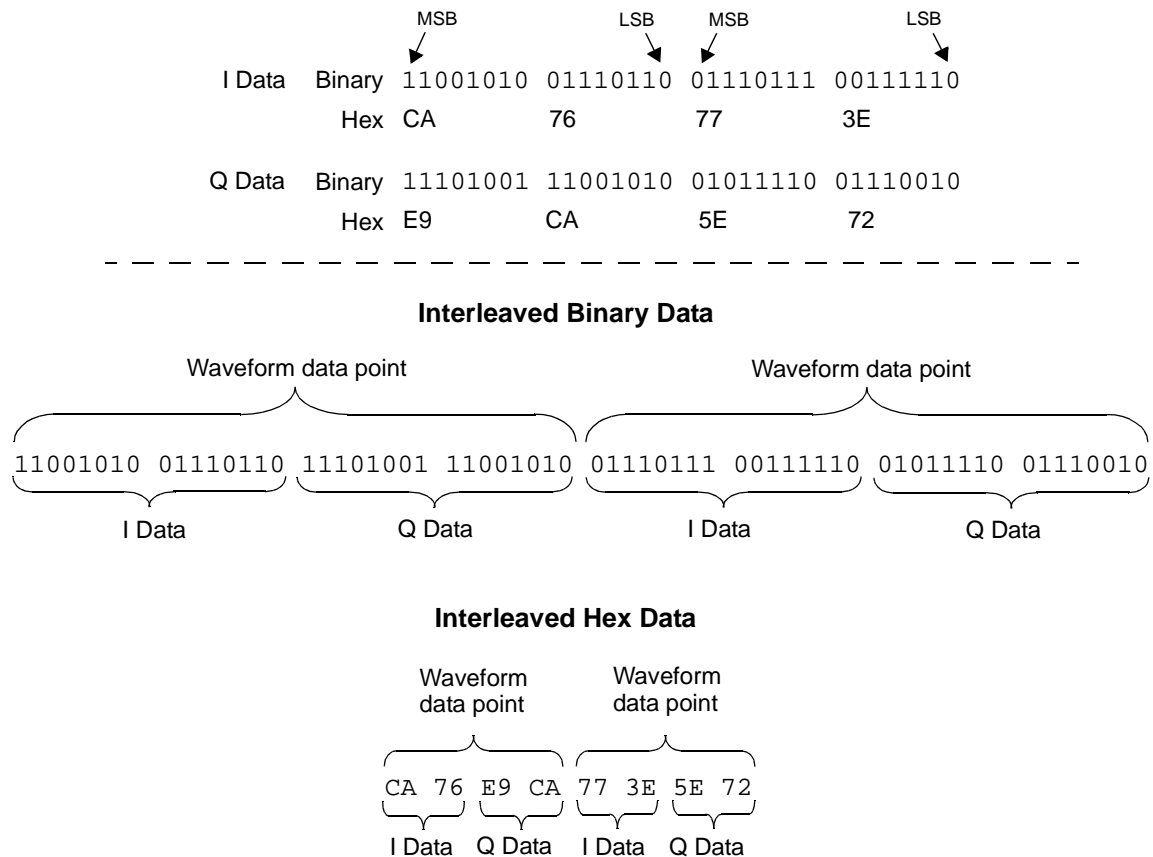 MSB LSB MSB LSB
I Data Binary 11001010 01110110 01110111 00111110
Hex CA 76 77 3E
Q Data Binary 11101001 11001010 01011110 01110010
Hex E9 CA 5E 72
Interleaved Binary Data
Waveform data point Waveform data point
11001010 01110110 11101001 11001010 01110111 00111110 01011110 01110010
I Data Q Data I Data Q Data
Interleaved Hex Data
Waveform Waveform
data point data point
CA 76 E9 CA 77 3E 5E 72
I Data Q Data I Data Q Data